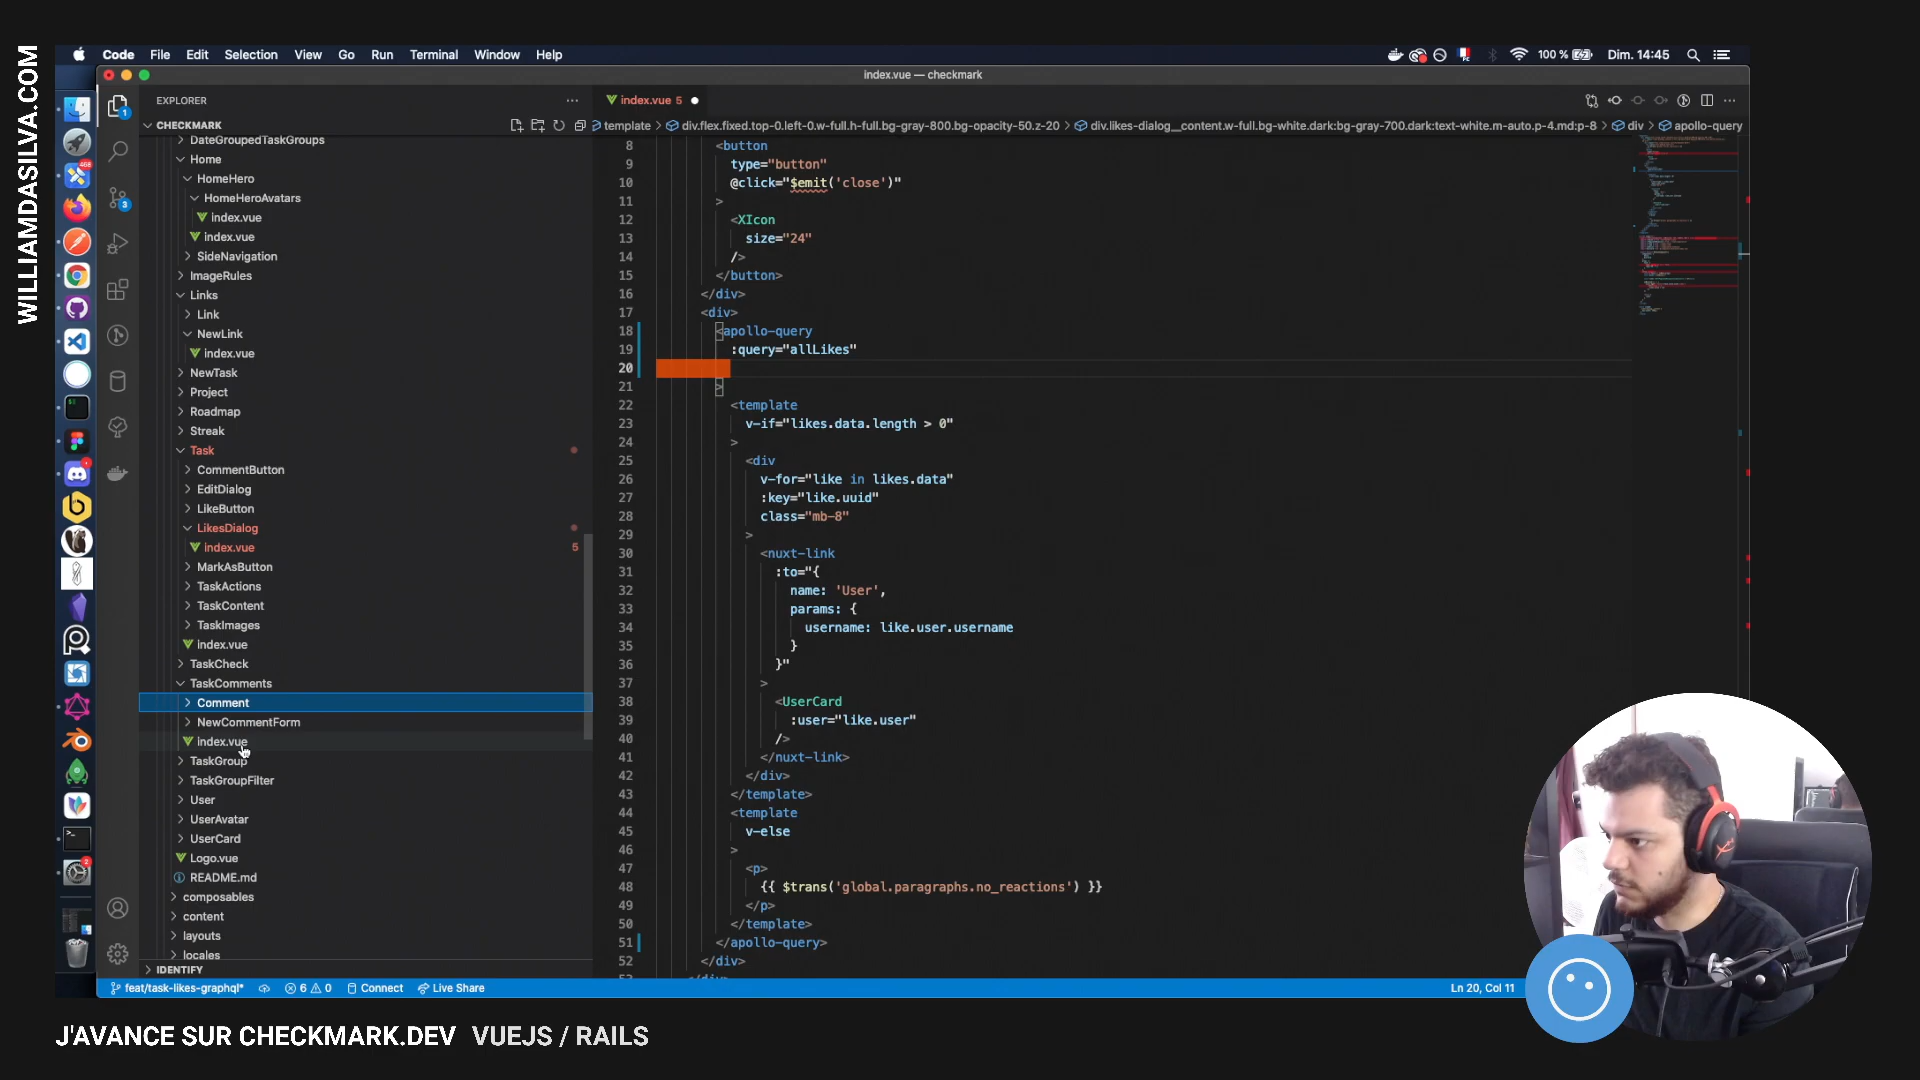 WILLIAMDASILVA.COM
Code File Edit Selection View Go Run Terminal Window Help
100 % Dim. 14:45
index.vue — checkmark
EXPLORER
index.vue 5
CHECKMARK
template > div.flex.fixed.top-0.left-0.w-full.h-full.bg-gray-800.bg-opacity-50.z-20 > div.likes-dialog__content.w-full.bg-white.dark:bg-gray-700.dark:text-white.m-auto.p-4.md:p-8 > div > apollo-query
DateGroupedTaskGroups
Home
HomeHero
HomeHeroAvatars
index.vue
index.vue
SideNavigation
ImageRules
Links
Link
NewLink
index.vue
NewTask
Project
Roadmap
Streak
Task
CommentButton
EditDialog
LikeButton
LikesDialog
index.vue 5
MarkAsButton
TaskActions
TaskContent
TaskImages
index.vue
TaskCheck
TaskComments
Comment
NewCommentForm
index.vue
TaskGroup
TaskGroupFilter
User
UserAvatar
UserCard
Logo.vue
README.md
composables
content
layouts
locales
IDENTIFY
8 <button
9 type="button"
10 @click="$emit('close')"
11 >
12 <XIcon
13 size="24"
14 />
15 </button>
16 </div>
17 <div>
18 <apollo-query
19 :query="allLikes"
20
21 >
22 <template
23 v-if="likes.data.length > 0"
24 >
25 <div
26 v-for="like in likes.data"
27 :key="like.uuid"
28 class="mb-8"
29 >
30 <nuxt-link
31 :to="{
32 name: 'User',
33 params: {
34 username: like.user.username
35 }
36 }"
37 >
38 <UserCard
39 :user="like.user"
40 />
41 </nuxt-link>
42 </div>
43 </template>
44 <template
45 v-else
46 >
47 <p>
48 {{ $trans('global.paragraphs.no_reactions') }}
49 </p>
50 </template>
51 </apollo-query>
52 </div>
feat/task-likes-graphql* 6 0 Connect Live Share
Ln 20, Col 11
J'AVANCE SUR CHECKMARK.DEV VUEJS / RAILS